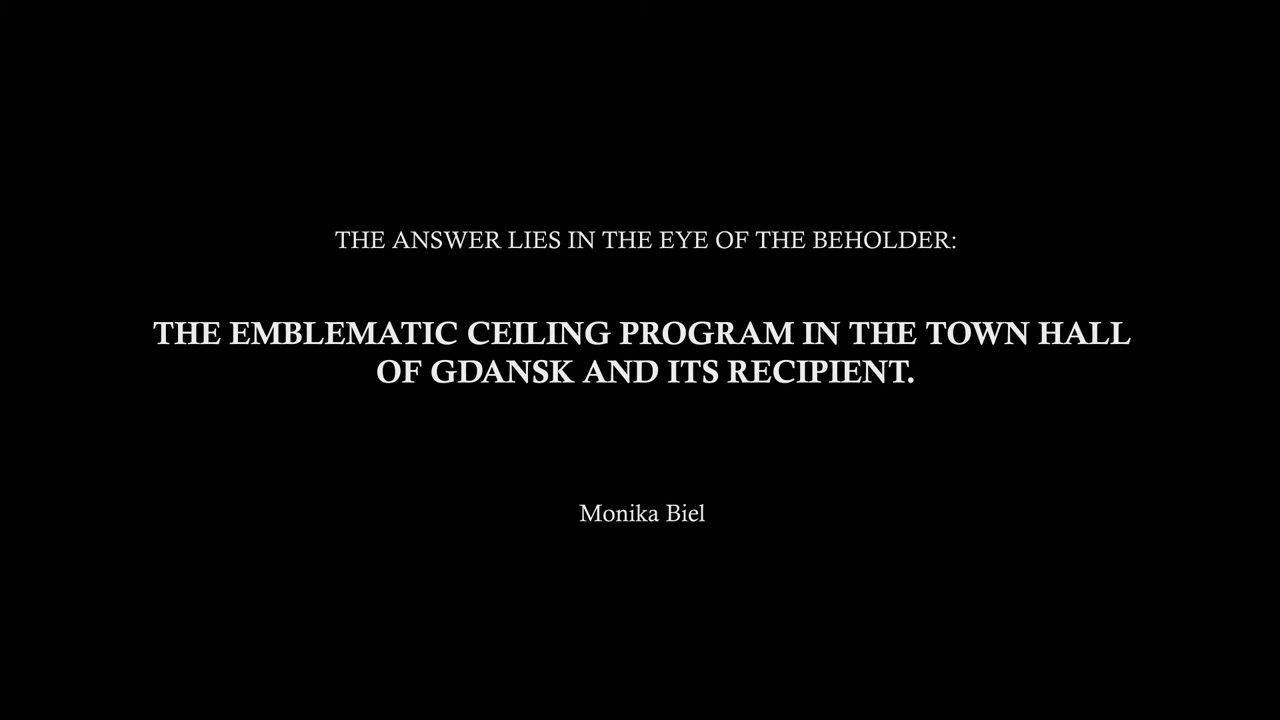 THE ANSWER LIES IN THE EYE OF THE BEHOLDER:
THE EMBLEMATIC CEILING PROGRAM IN THE TOWN HALL
OF GDANSK AND ITS RECIPIENT.
Monika Biel